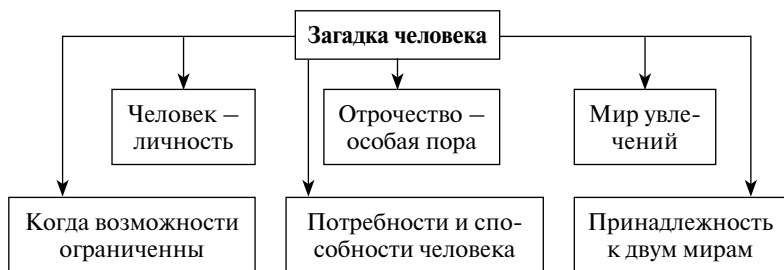 Загадка человека
Человек –
личность
Отрочество –
особая пора
Мир увле-
чений
Когда возможности
ограниченны
Потребности и спо-
собности человека
Принадлежность
к двум мирам